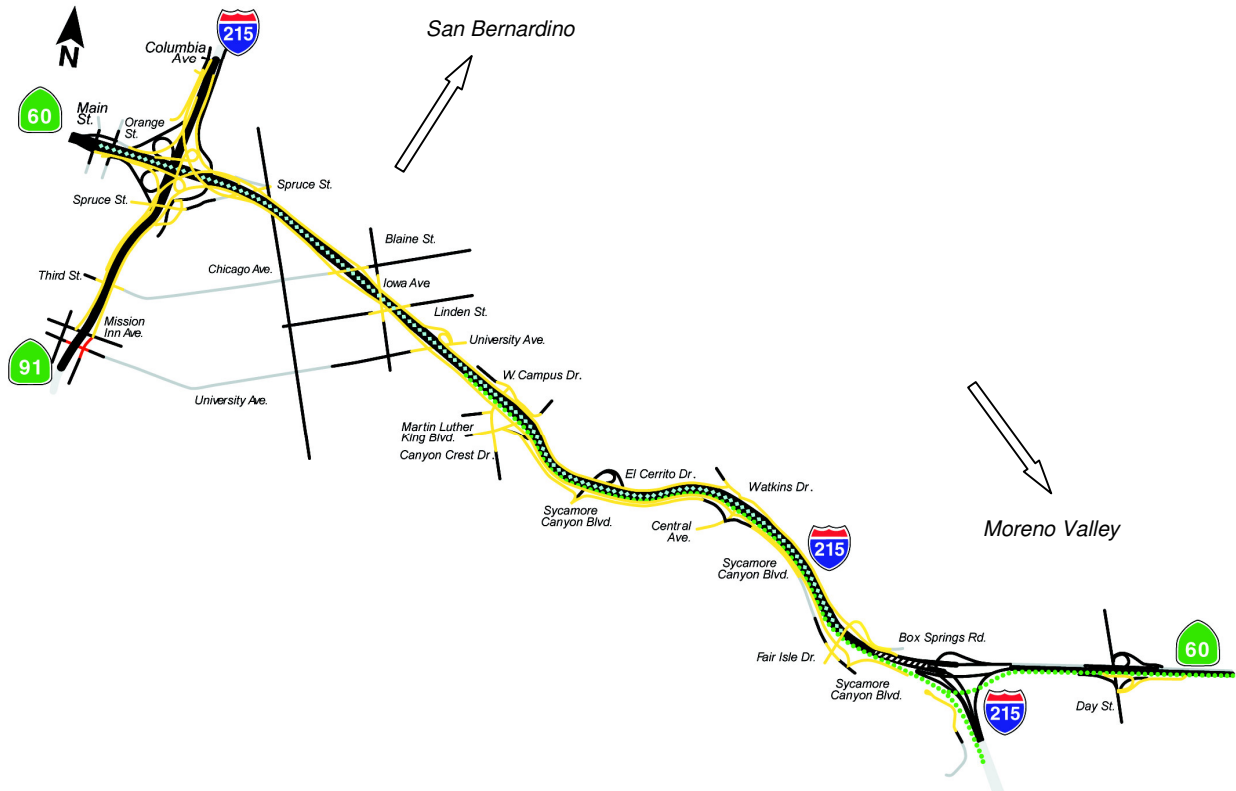 215
San Bernardino
Columbia
Ave
N
60
Main
St.
Orange
St.
Spruce St.
Spruce St.
Blaine St.
Chicago Ave.
Third St.
Iowa Ave
Linden St.
Mission
Inn Ave.
University Ave.
91
W. Campus Dr.
University Ave.
Martin Luther
King Blvd.
Canyon Crest Dr.
El Cerrito Dr.
Watkins Dr.
Sycamore
Canyon Blvd.
Central
Ave.
Moreno Valley
215
Sycamore
Canyon Blvd.
Box Springs Rd.
60
Fair Isle Dr.
Sycamore
Canyon Blvd.
215
Day St.